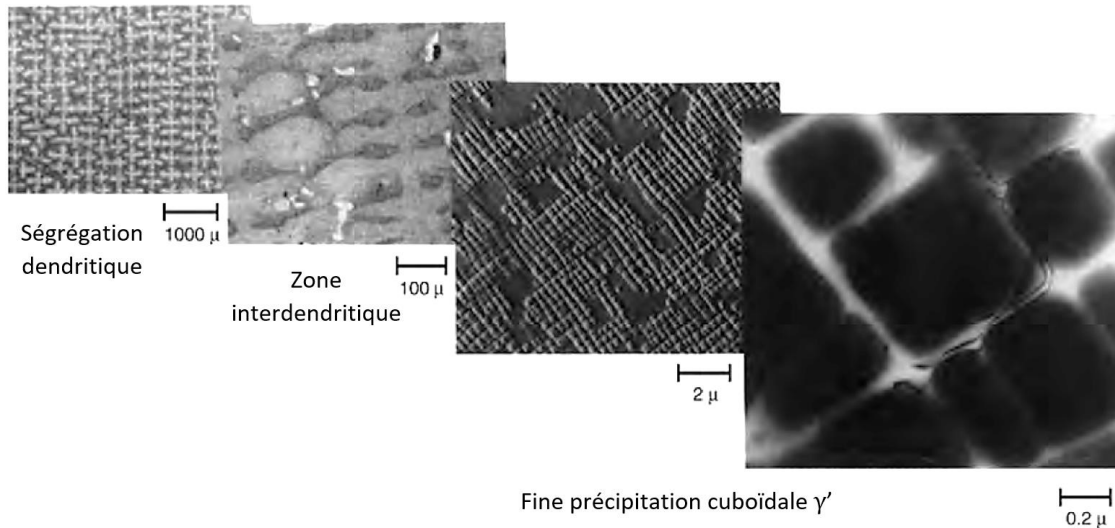 1000 μ
Ségrégation
dendritique
100 μ
Zone
interdendritique
2 μ
Fine précipitation cuboïdale γ’
0.2 μ